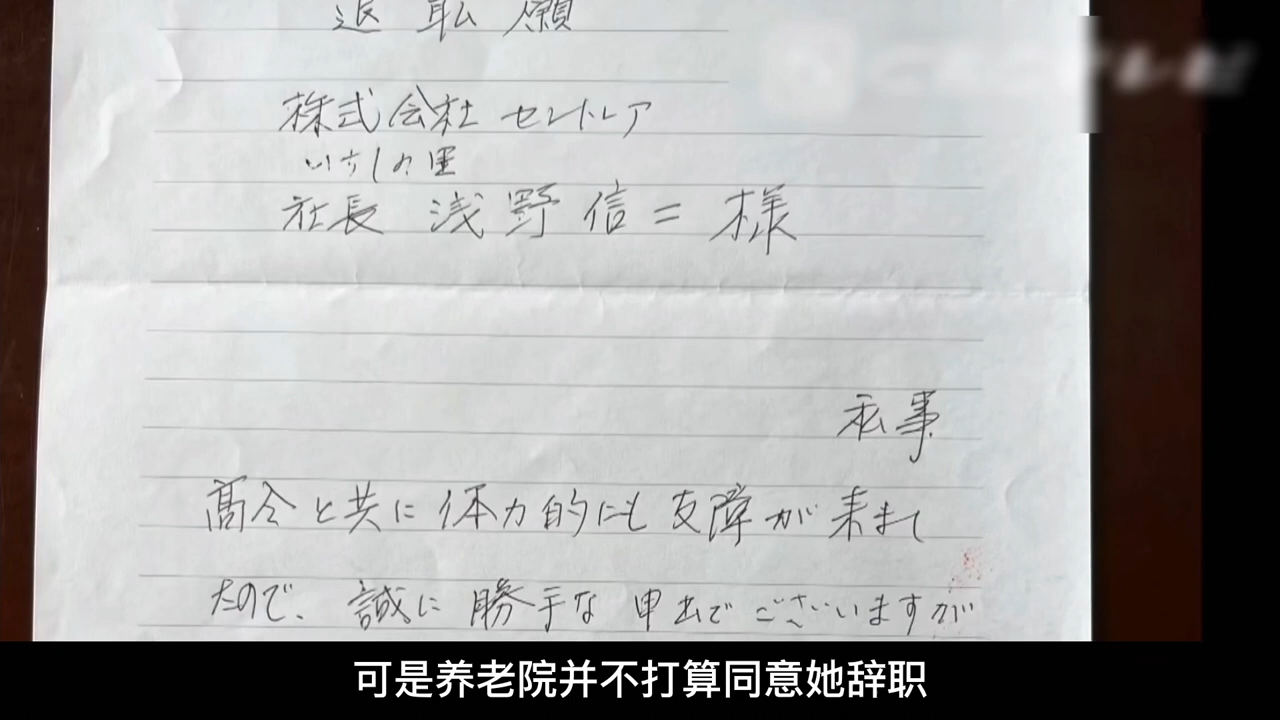 退職願
株式会社 セントレア
いこしの里
社長 浅野信二様
私事
高令と共に体力的にも支障が来まし
たので、誠に勝手な申出でございますが
可是养老院并不打算同意她辞职